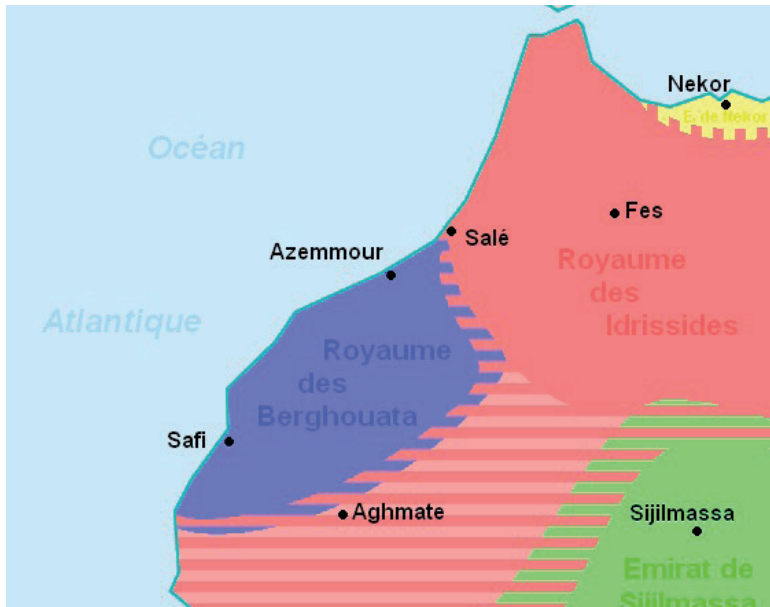 Nekor
E. de Nekor
Océan
Fes
Salé
Azemmour
Royaume
des
Idrissides
Atlantique
Royaume
des
Berghouata
Safi
Aghmate
Sijilmassa
Emirat de
Sijilmassa